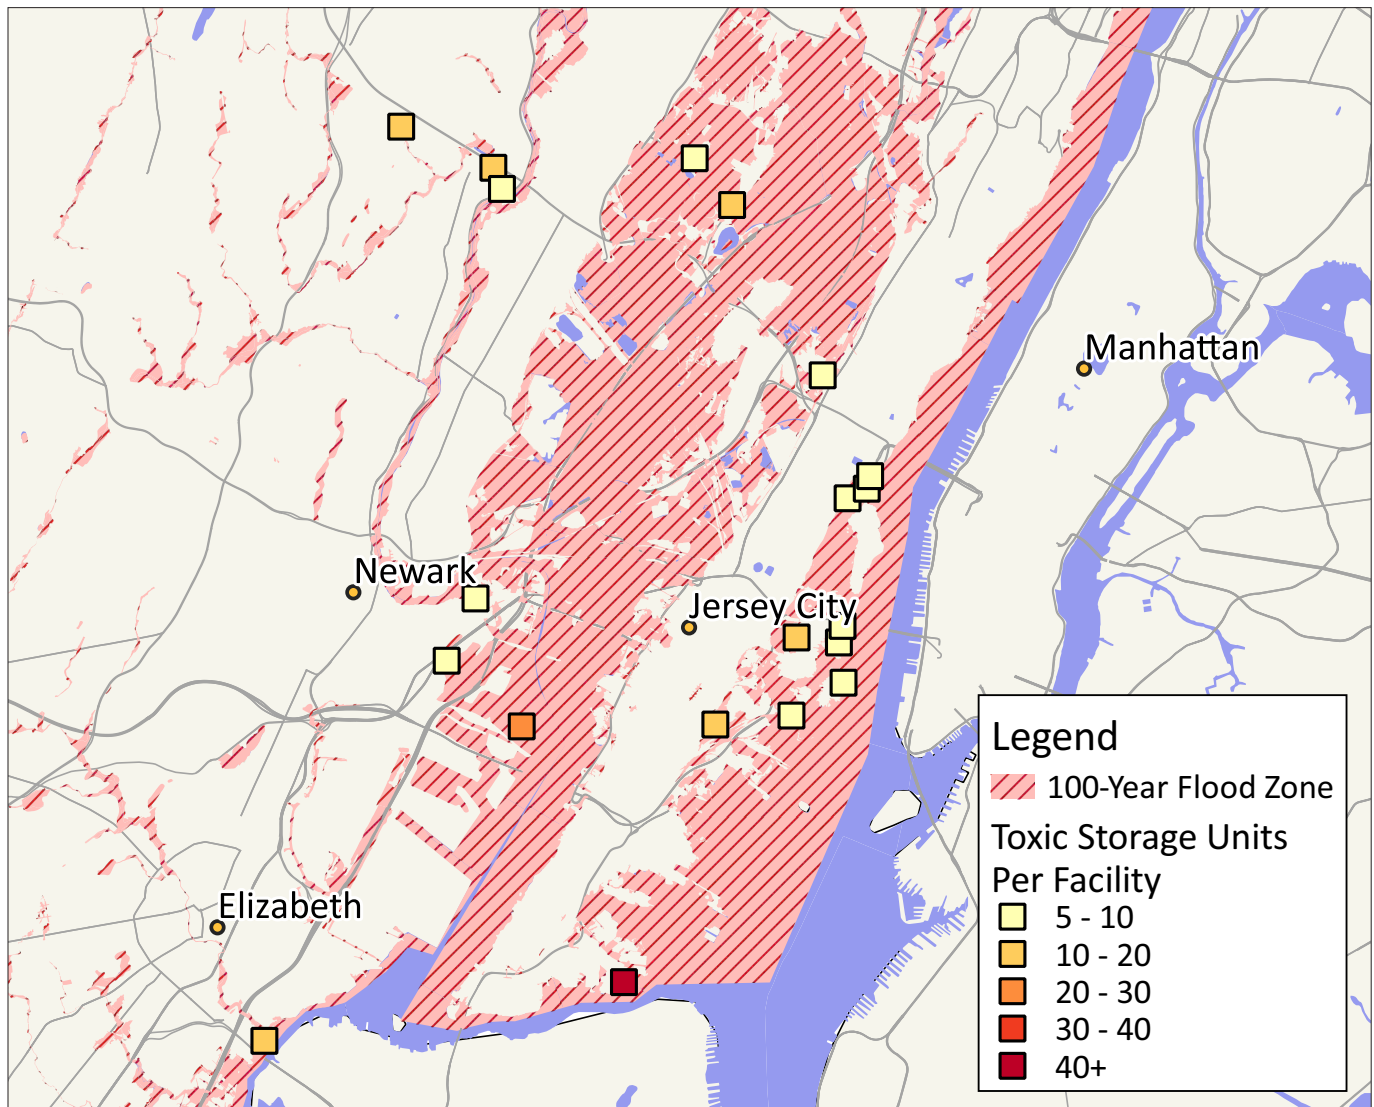 Manhattan
Newark
Jersey City
Elizabeth
Legend
100-Year Flood Zone
Toxic Storage Units
Per Facility
5 - 10
10 - 20
20 - 30
30 - 40
40+